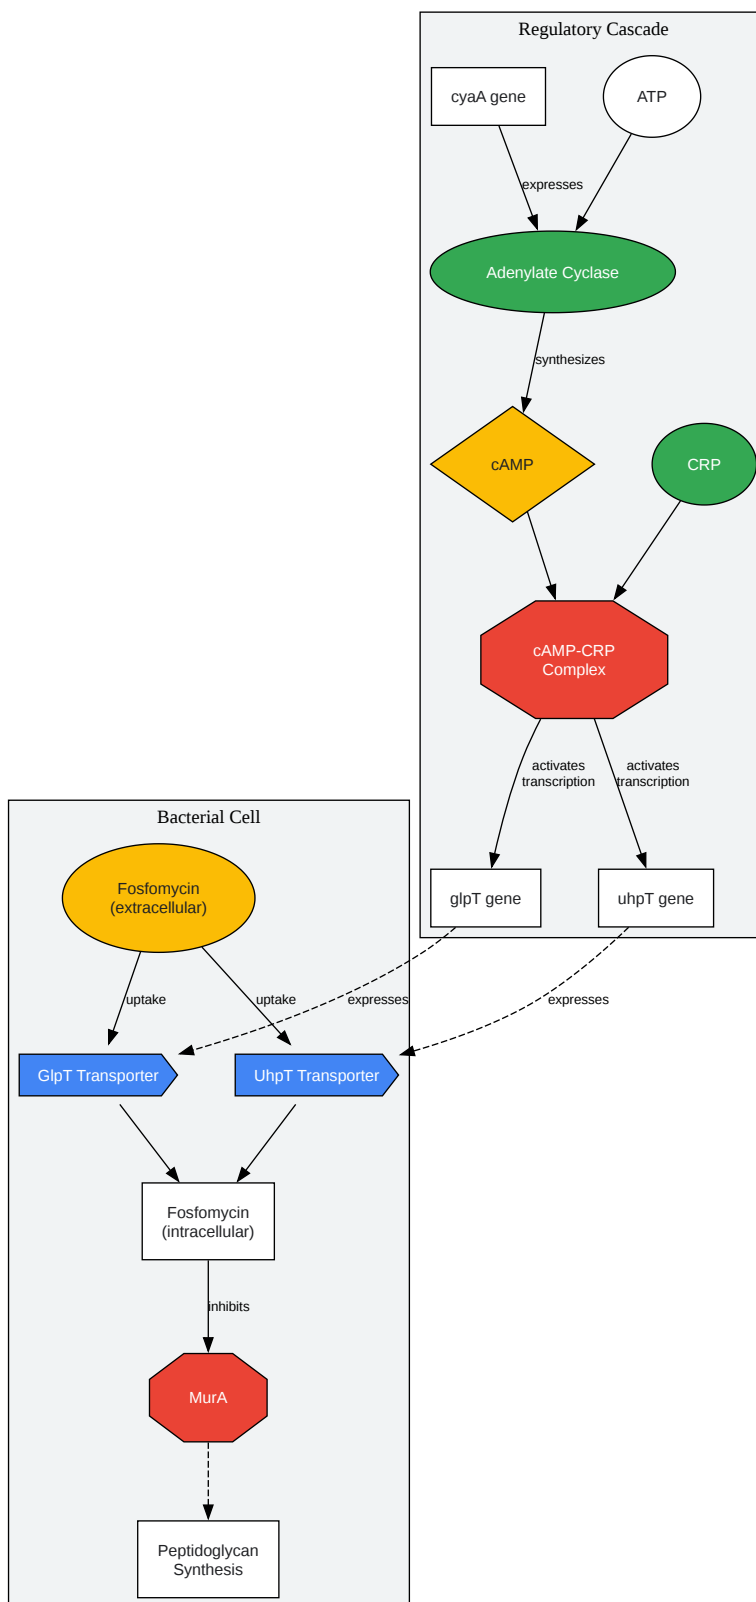 Regulatory Cascade
cyaA gene
ATP
expresses
Adenylate Cyclase
synthesizes
cAMP
CRP
cAMP-CRP
Complex
activates
transcription
activates
transcription
glpT gene
uhpT gene
Bacterial Cell
Fosfomycin
(extracellular)
uptake
uptake
expresses
expresses
GlpT Transporter
UhpT Transporter
Fosfomycin
(intracellular)
inhibits
MurA
Peptidoglycan
Synthesis